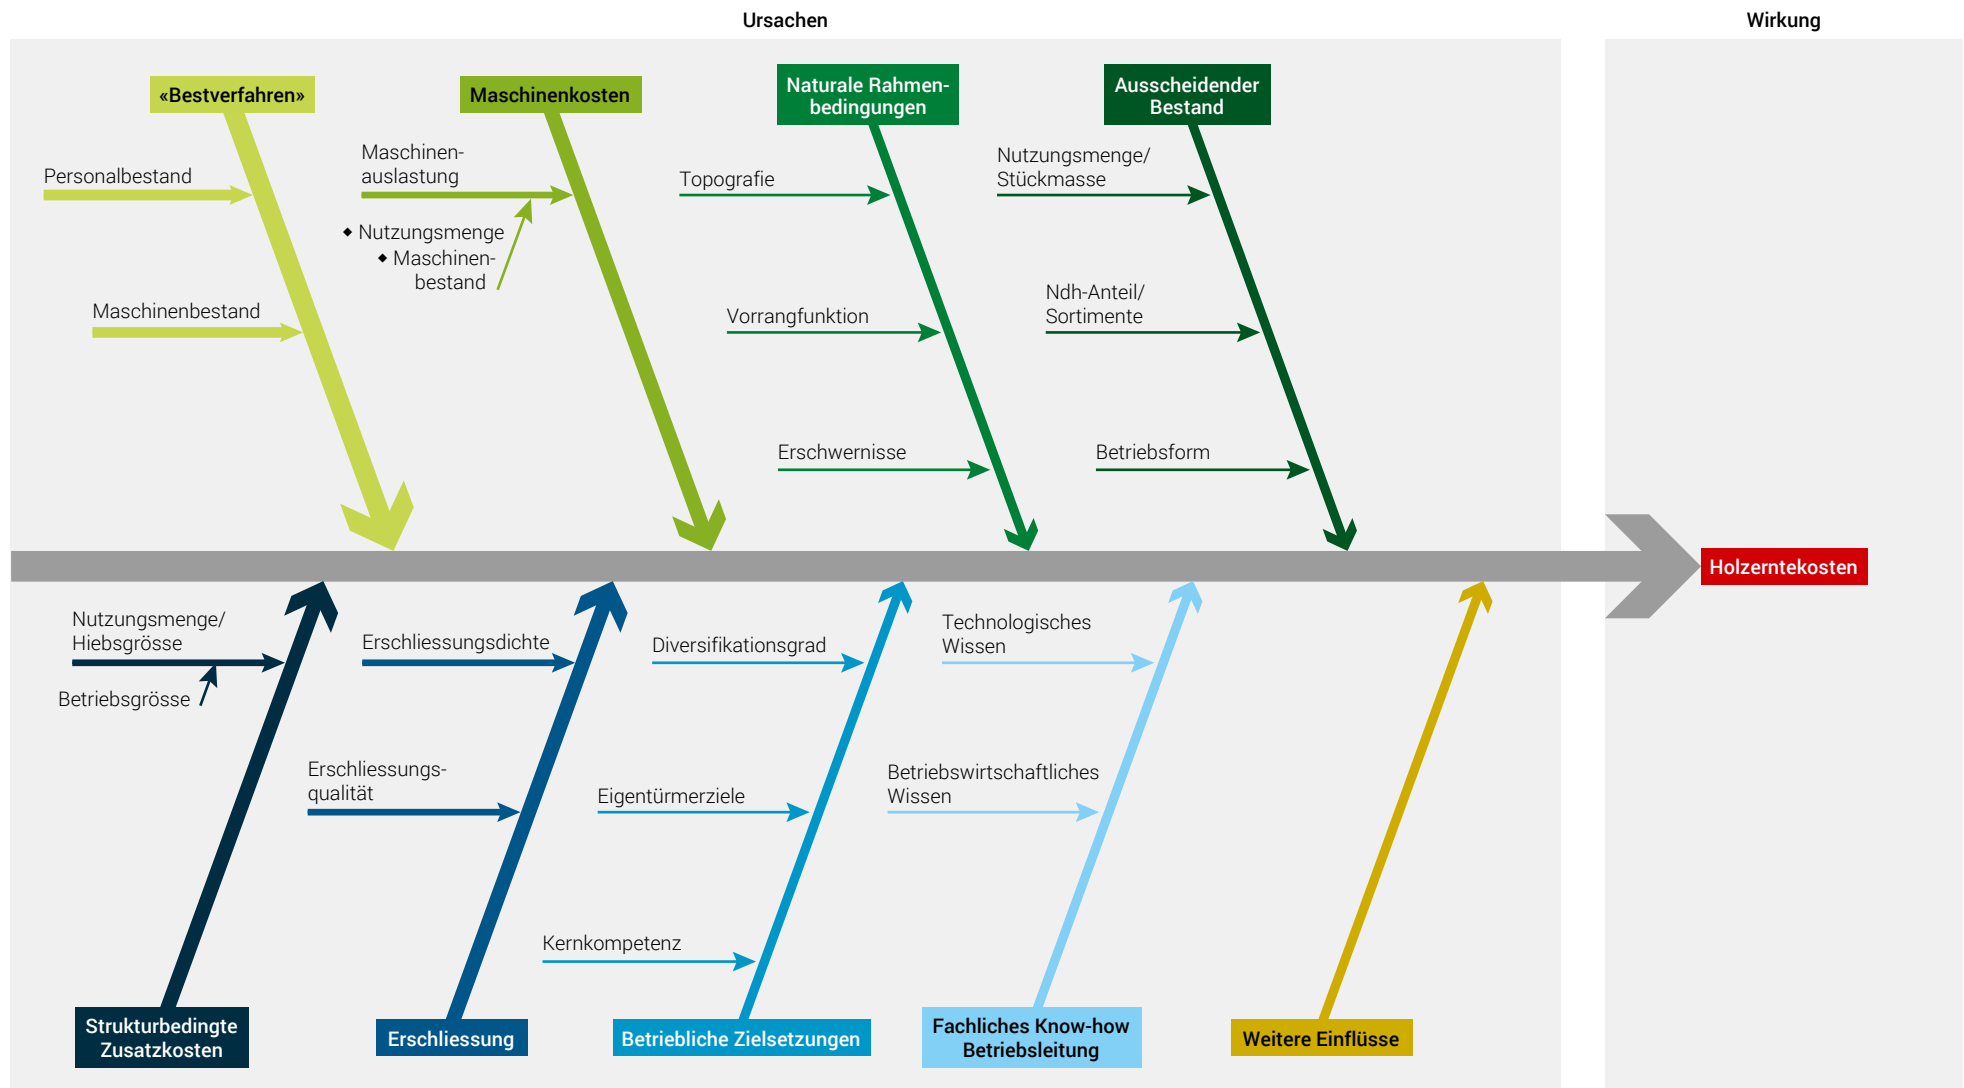 Ursachen
Wirkung
«Bestverfahren»
Maschinenkosten
Naturale Rahmen-
bedingungen
Ausscheidender
Bestand
Personalbestand
Maschinenbestand
Maschinen-
auslastung
◆ Nutzungsmenge
◆ Maschinen-
bestand
Topografie
Vorrangfunktion
Erschwernisse
Nutzungsmenge/
Stückmasse
Ndh-Anteil/
Sortimente
Betriebsform
Holzerntekosten
Nutzungsmenge/
Hiebsgrösse
Betriebsgrösse
Erschliessungsdichte
Erschliessungs-
qualität
Diversifikationsgrad
Eigentürmerziele
Kernkompetenz
Technologisches
Wissen
Betriebswirtschaftliches
Wissen
Strukturbedingte
Zusatzkosten
Erschliessung
Betriebliche Zielsetzungen
Fachliches Know-how
Betriebsleitung
Weitere Einflüsse